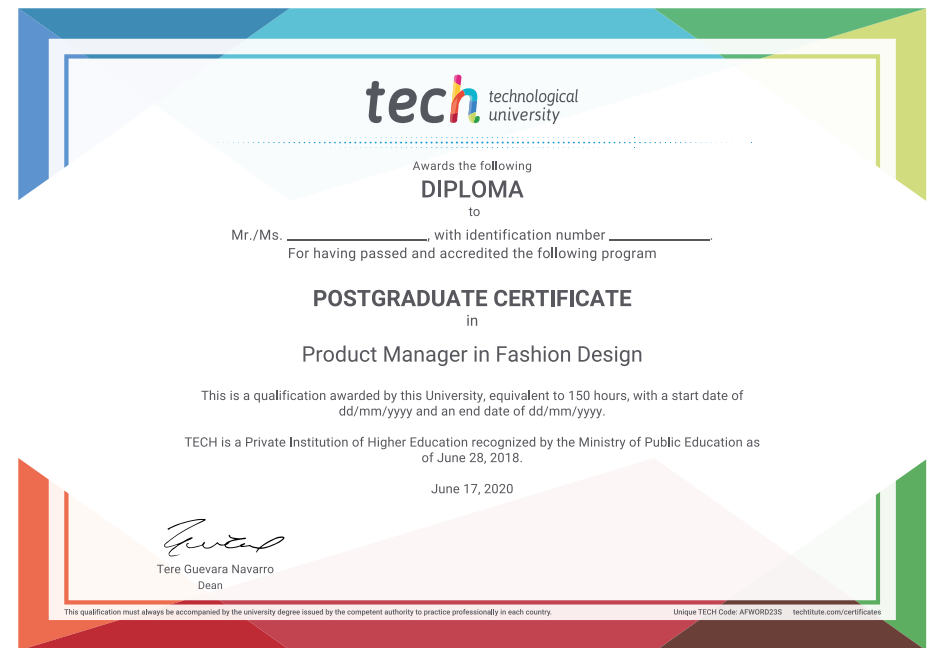 tech technological
university
Awards the following
DIPLOMA
to
Mr./Ms. ____________________, with identification number ______________.
For having passed and accredited the following program
POSTGRADUATE CERTIFICATE
in
Product Manager in Fashion Design
This is a qualification awarded by this University, equivalent to 150 hours, with a start date of
dd/mm/yyyy and an end date of dd/mm/yyyy.
TECH is a Private Institution of Higher Education recognized by the Ministry of Public Education as
of June 28, 2018.
June 17, 2020
Tere Guevara Navarro
Dean
This qualification must always be accompanied by the university degree issued by the competent authority to practice professionally in each country.
Unique TECH Code: AFWORD23S techtitute.com/certificates